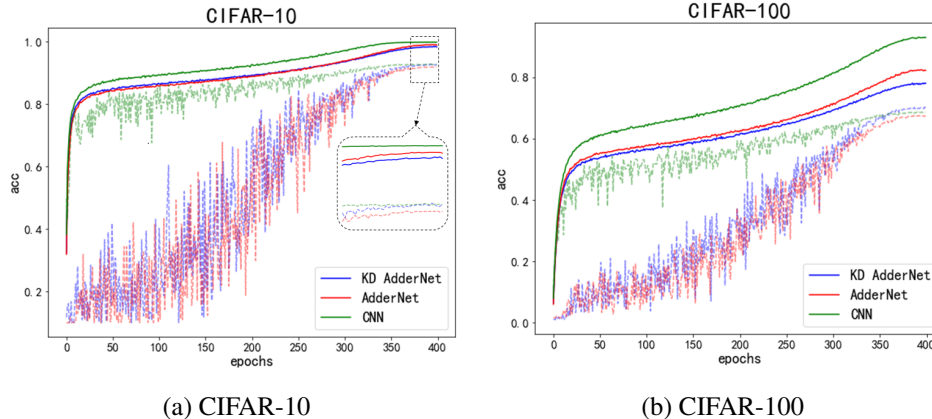 CIFAR-10
acc
1.0
0.8
0.6
0.4
0.2
0 50 100 150 200 250 300 350 400
epochs
KD AdderNet
AdderNet
CNN
(a) CIFAR-10
CIFAR-100
acc
0.8
0.6
0.4
0.2
0.0
0 50 100 150 200 250 300 350 400
epochs
KD AdderNet
AdderNet
CNN
(b) CIFAR-100